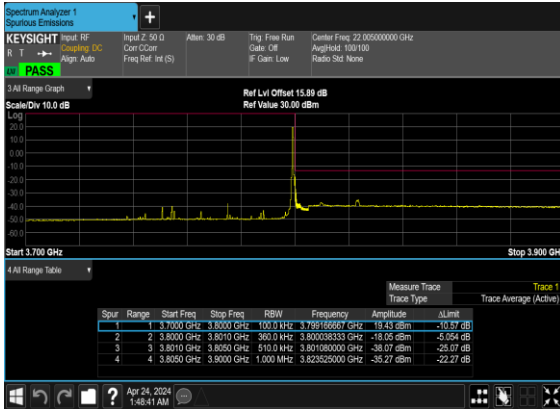 Spectrum Analyzer 1
Spurious Emissions
KEYSIGHT Input: RF Input Z: 50 Ω Atten: 30 dB Trig: Free Run Center Freq: 22.005000000 GHz
R T Coupling: DC Corr CCorr Gate: Off Avg|Hold: 100/100
Align: Auto Freq Ref: Int (S) IF Gain: Low Radio Std: None
PASS
3 All Range Graph
Ref Lvl Offset 15.89 dB
Scale/Div 10.0 dB Ref Value 30.00 dBm
Log
20.0
10.0
0.00
-10.0
-20.0
-30.0
-40.0
-50.0
-60.0
Start 3.700 GHz Stop 3.900 GH
4 All Range Table
Measure Trace Trace 1
Trace Type Trace Average (Active)
Spur Range Start Freq Stop Freq RBW Frequency Amplitude ΔLimit
1 1 3.7000 GHz 3.8000 GHz 100.0 kHz 3.799166667 GHz 19.43 dBm -10.57 dB
2 2 3.8000 GHz 3.8010 GHz 360.0 kHz 3.800038333 GHz -18.05 dBm -5.054 dB
3 3 3.8010 GHz 3.8050 GHz 510.0 kHz 3.801080000 GHz -38.07 dBm -25.07 dB
4 4 3.8050 GHz 3.9000 GHz 1.000 MHz 3.823525000 GHz -35.27 dBm -22.27 dB
Apr 24, 2024
1:48:41 AM